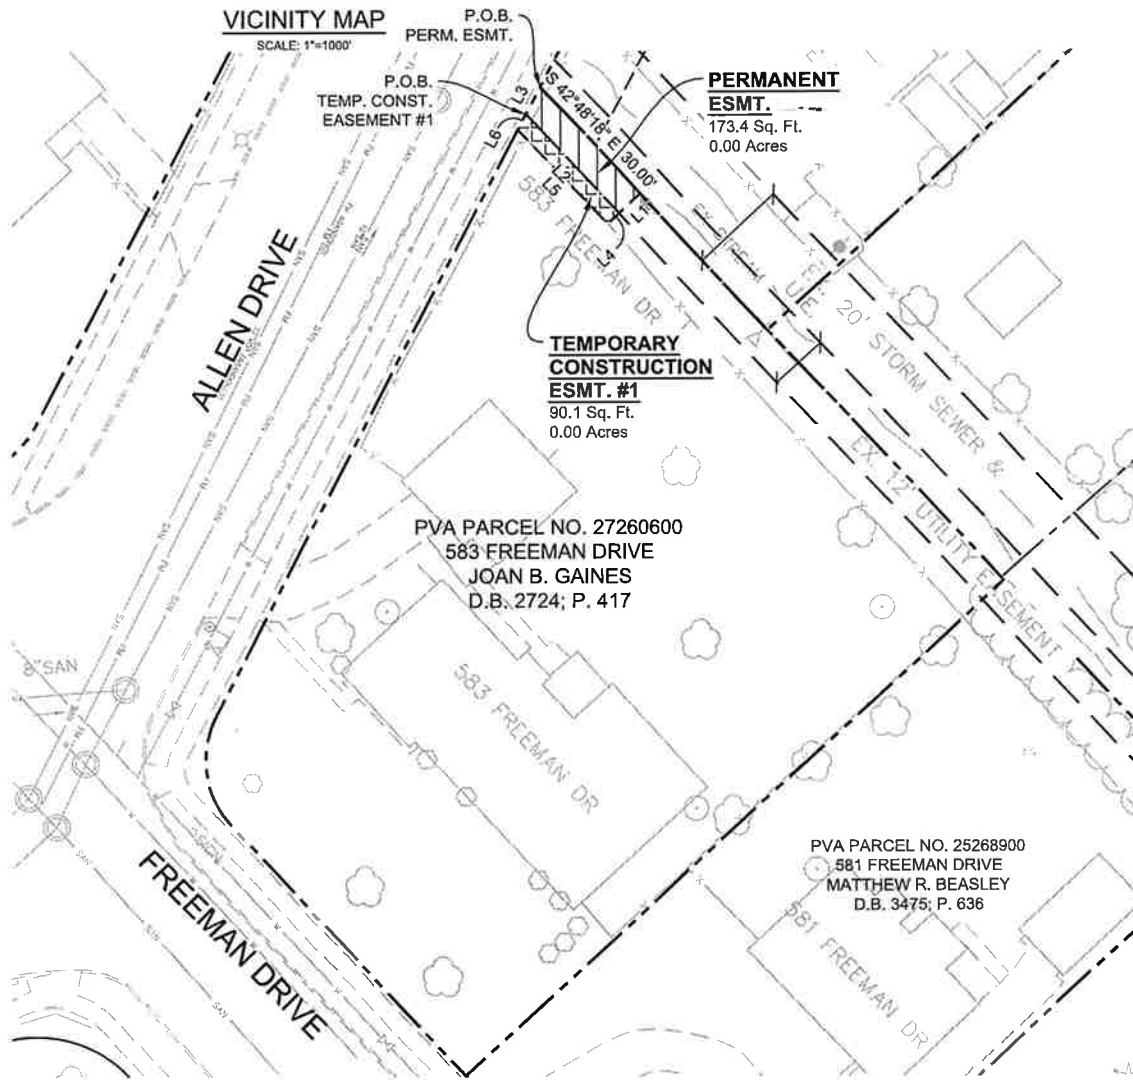 VICINITY MAP
SCALE: 1"=1000'
P.O.B.
PERM. ESMT.
P.O.B.
TEMP. CONST.
EASEMENT #1
L3
L6
S 42°48'18" E 30.00'
PERMANENT
ESMT.
173.4 Sq. Ft.
0.00 Acres
L2
L5
L4
583 FREEMAN DR
TEMPORARY
CONSTRUCTION
ESMT. #1
90.1 Sq. Ft.
0.00 Acres
20' STORM SEWER &
EX. 12' UTILITY EASEMENT
ALLEN DRIVE
PVA PARCEL NO. 27260600
583 FREEMAN DRIVE
JOAN B. GAINES
D.B. 2724; P. 417
8"SAN
583 FREEMAN DR
FREEMAN DRIVE
PVA PARCEL NO. 25268900
581 FREEMAN DRIVE
MATTHEW R. BEASLEY
D.B. 3475; P. 636
581 FREEMAN DR
SAN
SAN
SAN